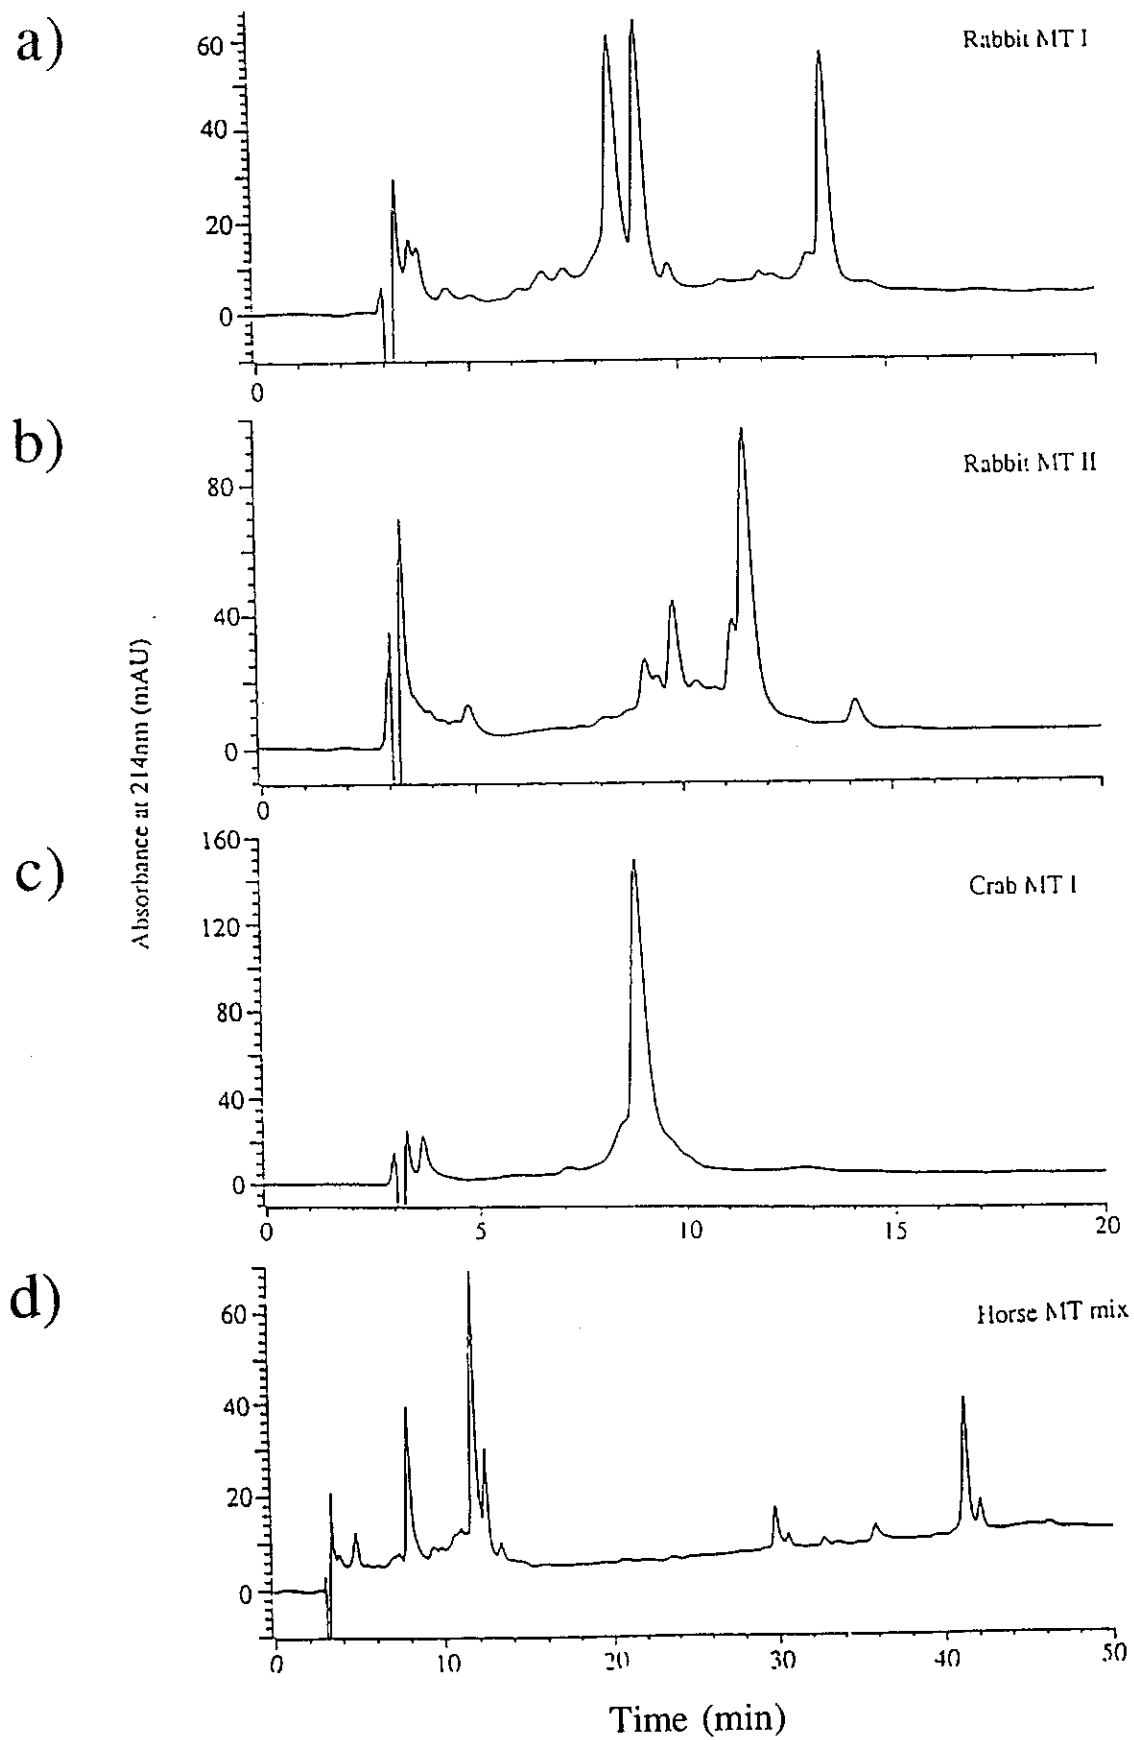 a)
Rabbit MT I
60
40
20
0
0
b)
Rabbit MT II
80
40
0
0
Absorbance at 214nm (mAU)
c)
Crab MT I
160
120
80
40
0
0 5 10 15 20
d)
Horse MT mix
60
40
20
0
0 10 20 30 40 50
Time (min)